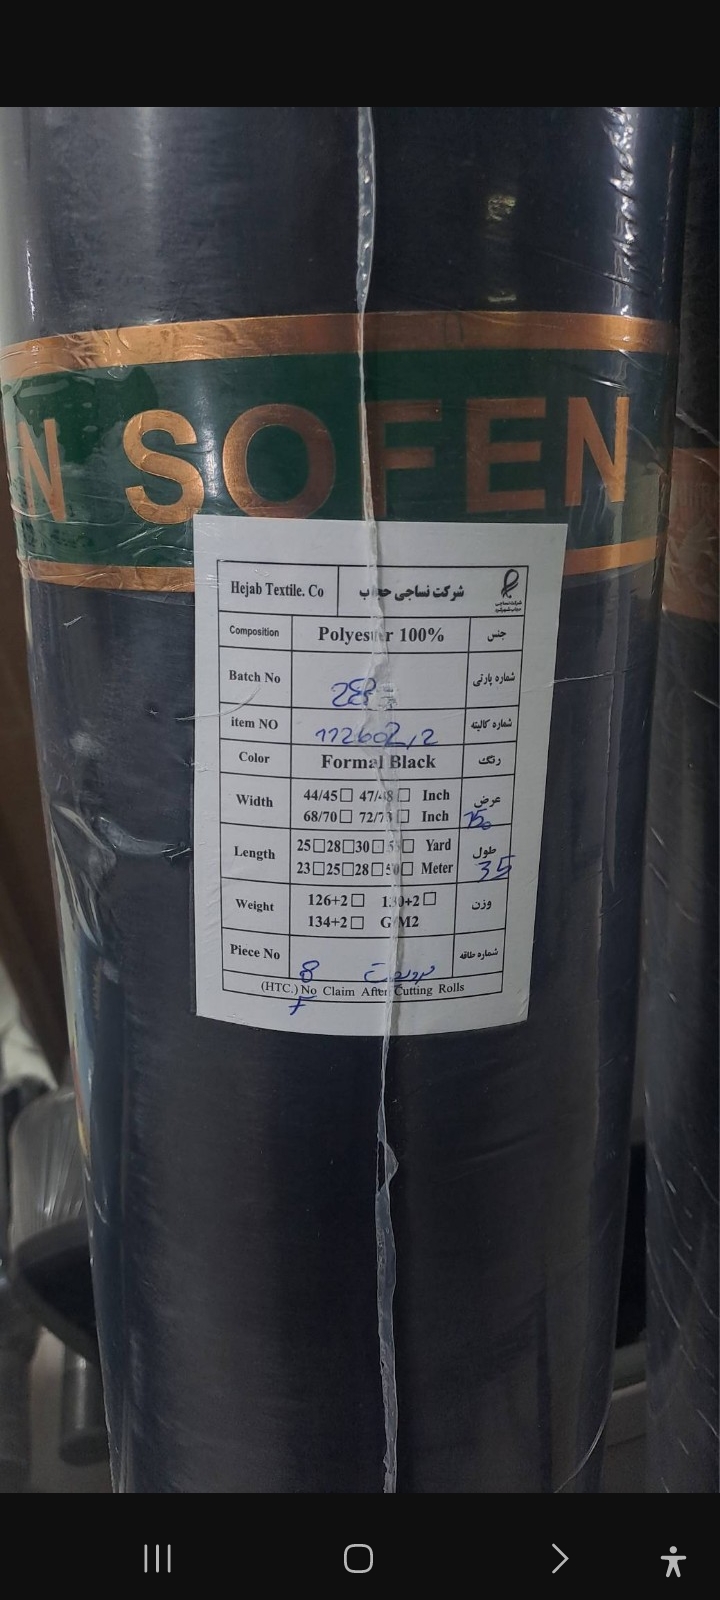 N SOFEN
Hejab Textile. Co شرکت نساجی حجاب
Composition Polyester 100% جنس
Batch No شماره پارتی
item NO 112602,2 شماره کالیته
Color Formal Black رنگ
Width 44/45☐ 47/48☐ Inch عرض
68/70☐ 72/73☐ Inch 150
Length 25☐28☐30☐ Yard طول
23☐25☐28☐50☐ Meter 35
Weight 126+2☐ 130+2☐ وزن
134+2☐ G/M2
Piece No 8 شماره طاقه
(HTC.) No Claim After Cutting Rolls